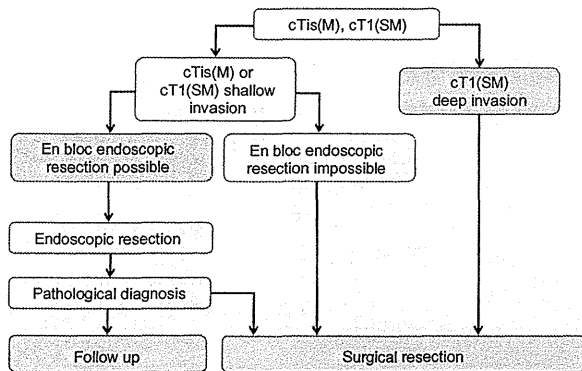 cTis(M), cT1(SM)
cTis(M) or
cT1(SM) shallow
invasion
cT1(SM)
deep invasion
En bloc endoscopic
resection possible
En bloc endoscopic
resection impossible
Endoscopic resection
Pathological diagnosis
Follow up
Surgical resection